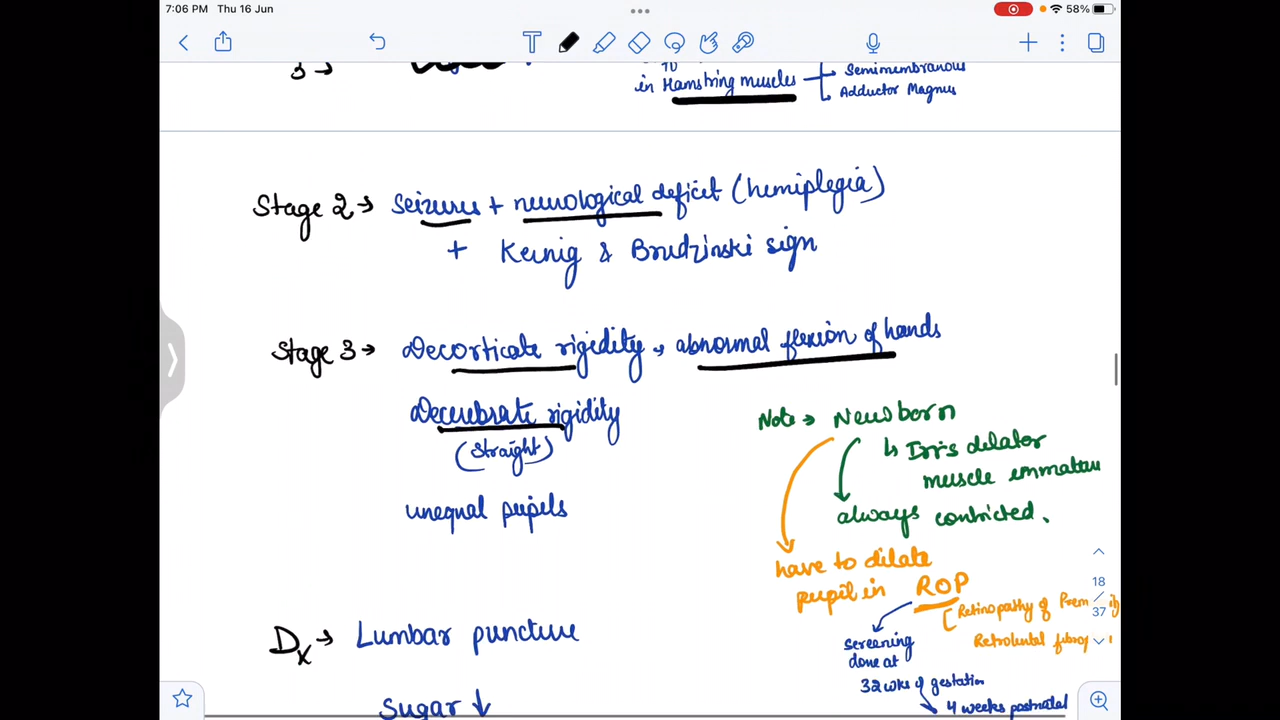 7:06 PM Thu 16 Jun
58%
T
3 →
in Hamstring muscles
Semimembranous
Adductor Magnus
Stage 2 → Seizures + neurological deficit (hemiplegia)
+ Kernig & Brudzinski sign
Stage 3 → Decorticate rigidity → abnormal flexion of hands
Decerebrate rigidity
(straight)
unequal pupils
Note → Newborn
↳ Iris dilator
muscle immature
always contricted.
have to dilate
pupil in ROP
[Retinopathy of Prem
Retrolental fibrop
18
/
37
screening
done at
32 wks of gestation
4 weeks postnatal
Dx → Lumbar puncture
Sugar ↓